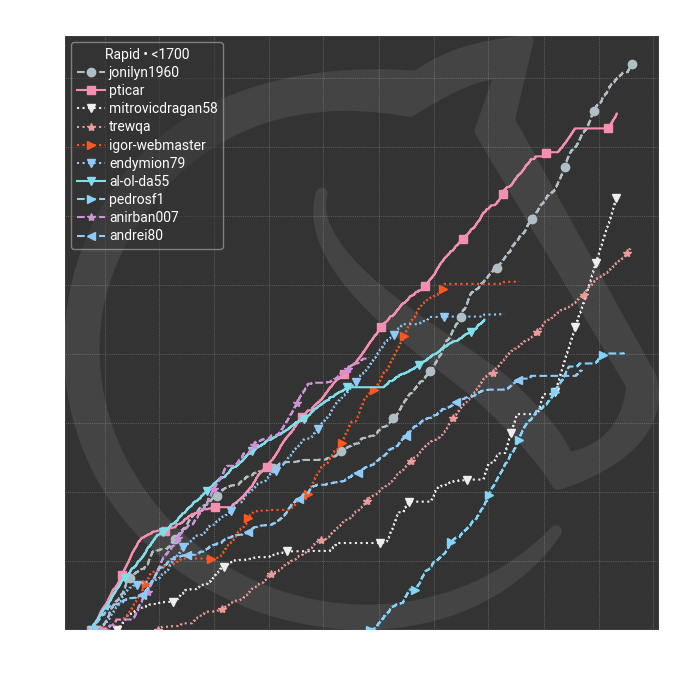 Rapid • <1700
jonilyn1960
pticar
mitrovicdragan58
trewqa
igor-webmaster
endymion79
al-ol-da55
pedrosf1
anirban007
andrei80